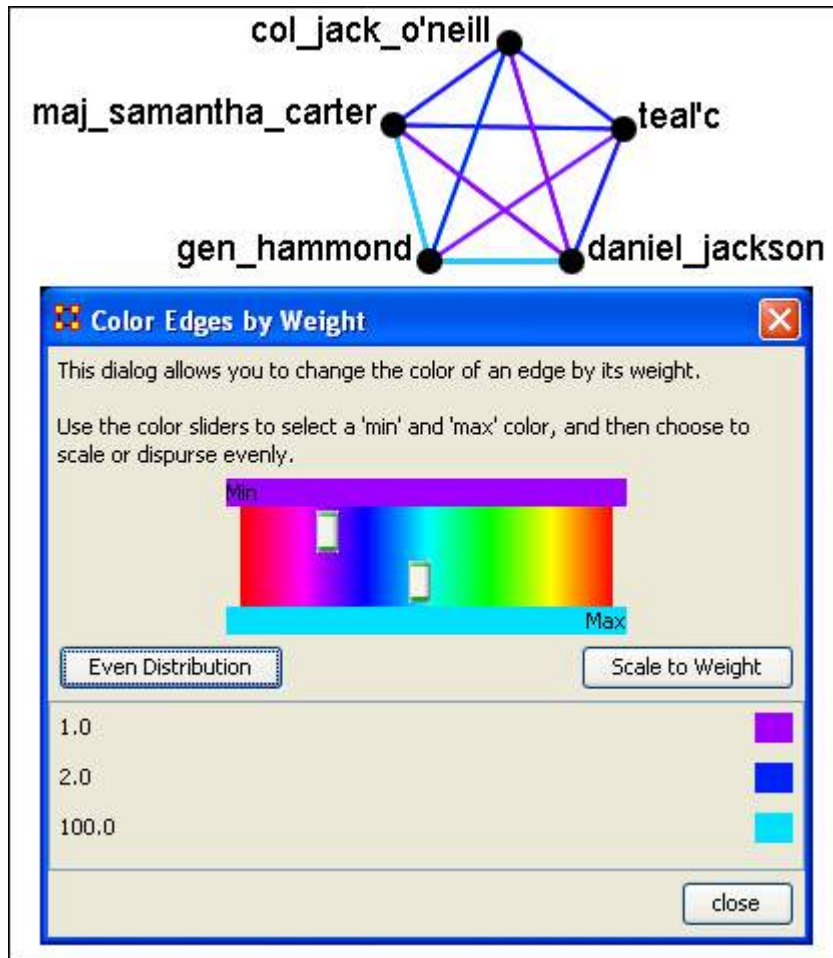 col_jack_o'neill
maj_samantha_carter
teal'c
gen_hammond
daniel_jackson
Color Edges by Weight
This dialog allows you to change the color of an edge by its weight.
Use the color sliders to select a 'min' and 'max' color, and then choose to
scale or dispurse evenly.
Min
Max
Even Distribution
Scale to Weight
1.0
2.0
100.0
close